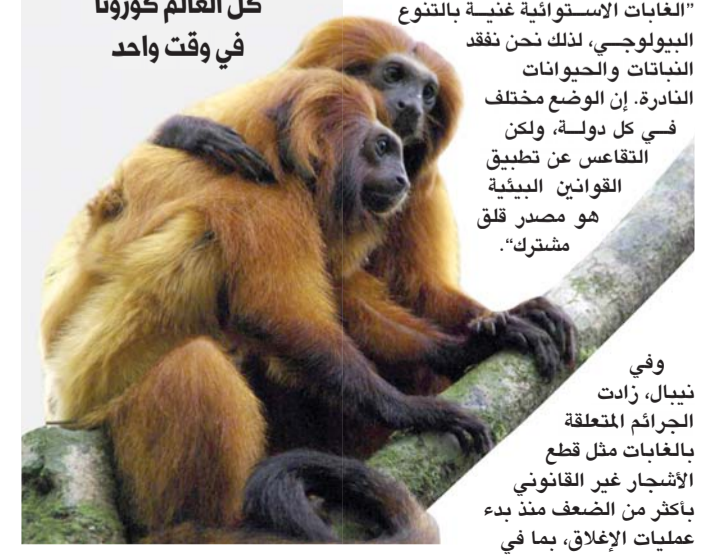 كل العالم كورونا
في وقت واحد
”الغابات الاستوائية غنية بالتنوع
البيولوجي، لذلك نحن نفقد
النباتات والحيوانات
النادرة. إن الوضع مختلف
في كل دولة، ولكن
التقاعس عن تطبيق
القوانين البيئية
هو مصدر قلق
مشترك“.
وفي
نيبال، زادت
الجرائم المتعلقة
بالغابات مثل قطع
الأشجار غير القانوني
بأكثر من الضعف منذ بدء
عمليات الإغلاق، بما في